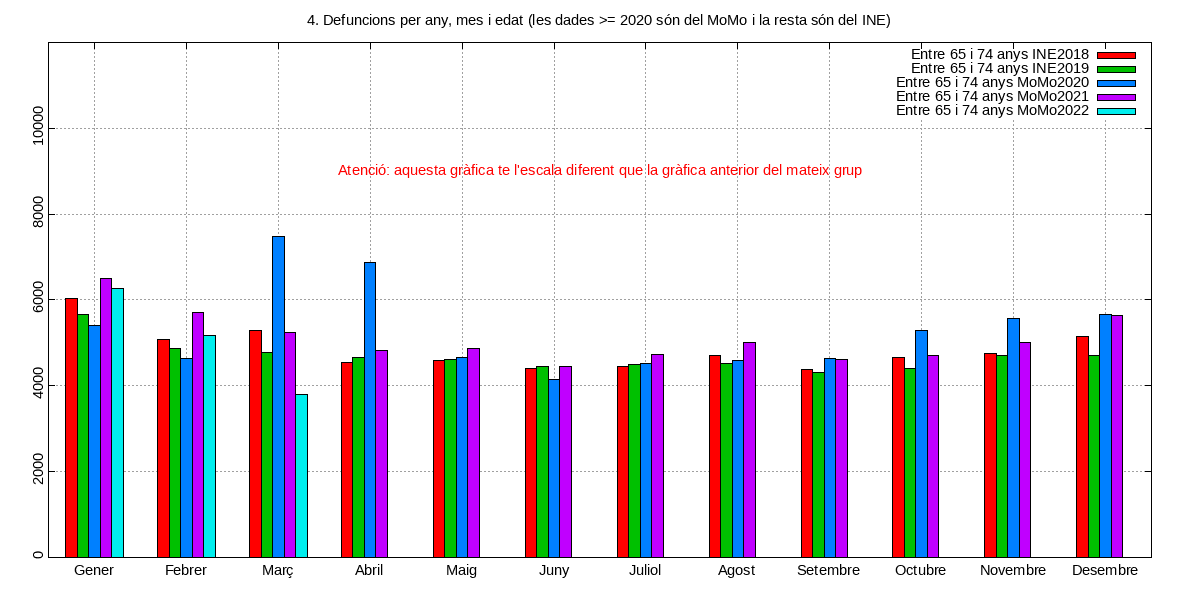 4. Defuncions per any, mes i edat (les dades >= 2020 són del MoMo i la resta són del INE)
Entre 65 i 74 anys INE2018
Entre 65 i 74 anys INE2019
Entre 65 i 74 anys MoMo2020
Entre 65 i 74 anys MoMo2021
Entre 65 i 74 anys MoMo2022
Atenció: aquesta gràfica te l'escala diferent que la gràfica anterior del mateix grup
10000
8000
6000
4000
2000
0
Gener Febrer Març Abril Maig Juny Juliol Agost Setembre Octubre Novembre Desembre